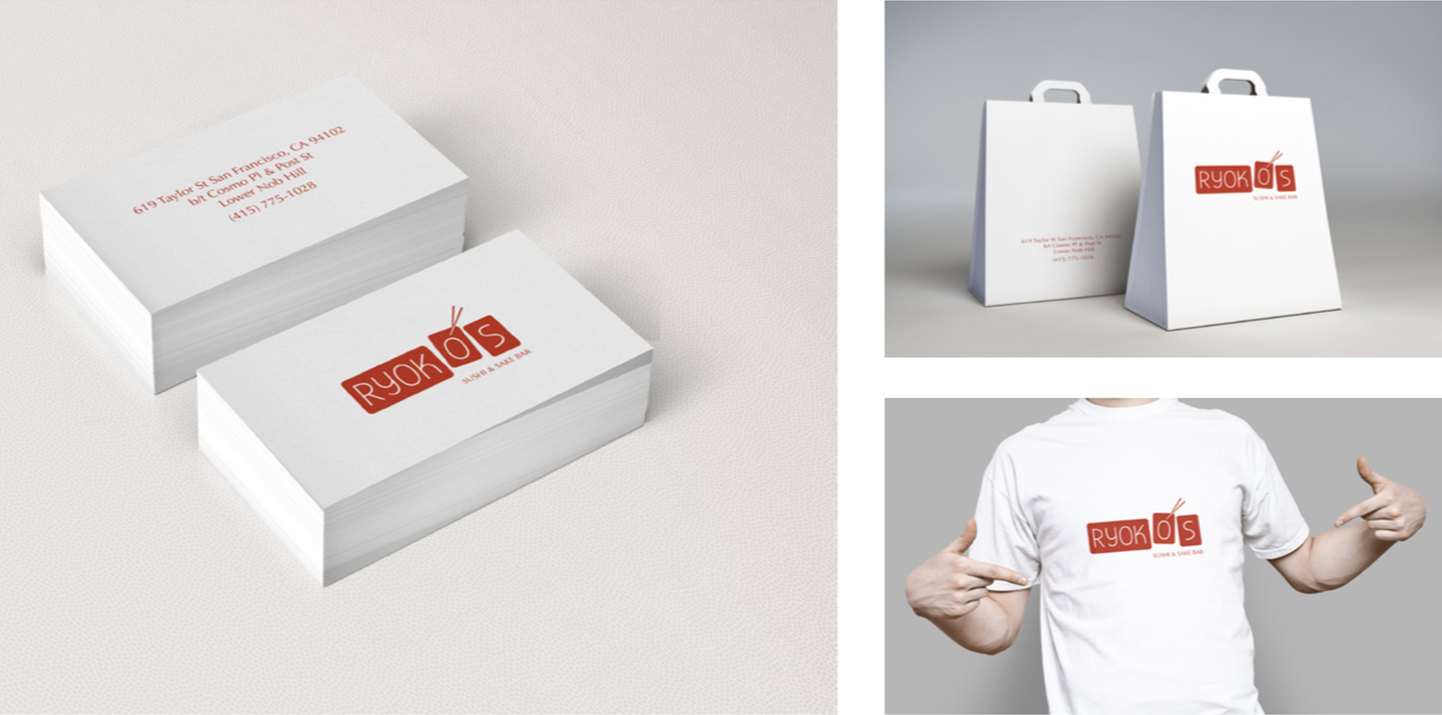 619 Taylor St San Francisco, CA 94102
b/t Cosmo Pl & Post St
Lower Nob Hill
(415) 775-1028
RYOKO'S
SUSHI & SAKE BAR
619 Taylor St San Francisco, CA 94102
b/t Cosmo Pl & Post St
Lower Nob Hill
(415) 775-1028
RYOKO'S
SUSHI & SAKE BAR
RYOKO'S
SUSHI & SAKE BAR